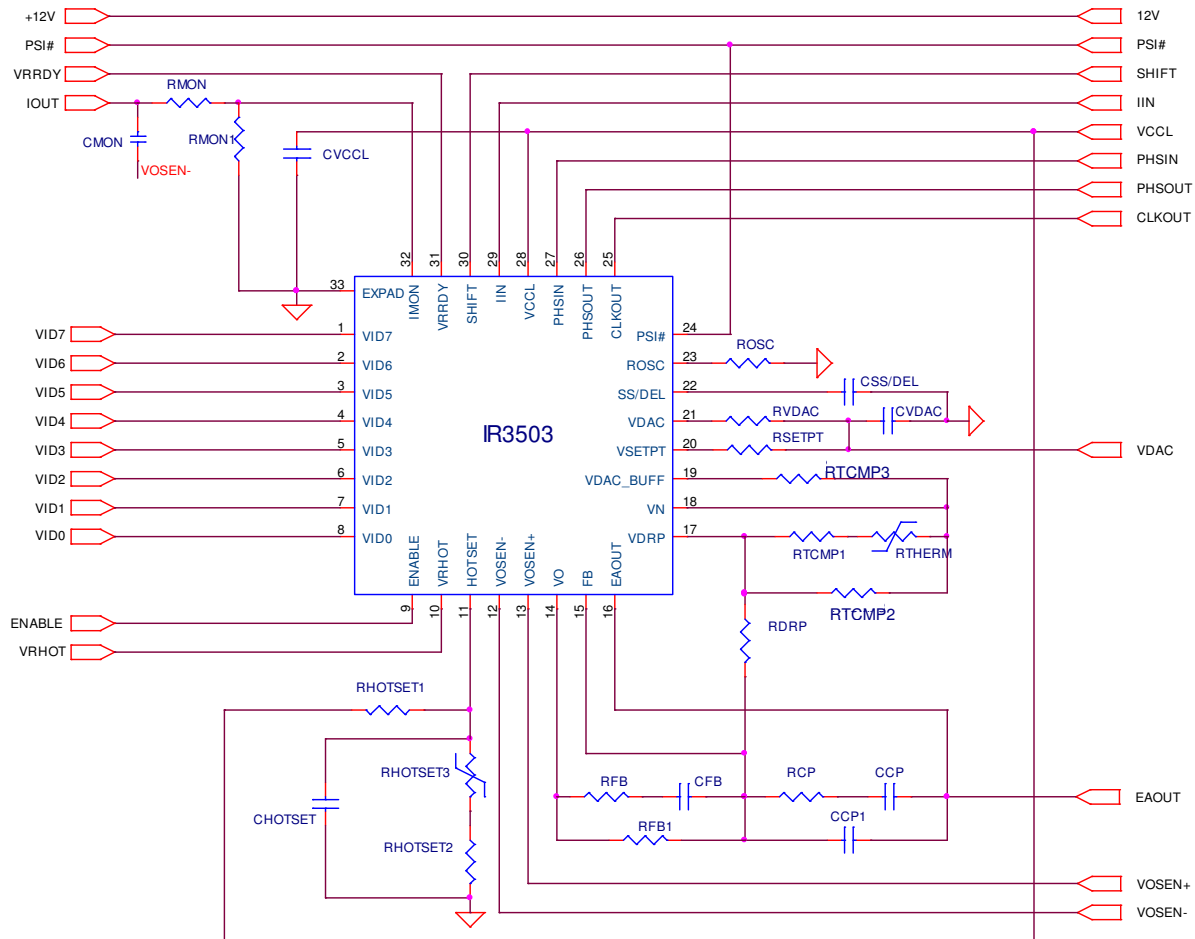 +12V
12V
PSI#
PSI#
VRRDY
SHIFT
IOUT
RMON
IIN
CMON
RMON1
CVCCL
VCCL
VOSEN-
PHSIN
PHSOUT
CLKOUT
32
31
30
29
28
27
26
25
33
EXPAD
IMON
VRRDY
SHIFT
IIN
VCCL
PHSIN
PHSOUT
CLKOUT
VID7
1
VID7
PSI#
24
VID6
2
VID6
ROSC
23
ROSC
VID5
3
VID5
SS/DEL
22
CSS/DEL
VID4
4
VID4
VDAC
21
RVDAC
CVDAC
VID3
5
VID3
IR3503
VSETPT
20
RSETPT
VDAC
VID2
6
VID2
VDAC_BUFF
19
RTCMP3
VID1
7
VID1
VN
18
VID0
8
VID0
VDRP
17
RTCMP1
RTHERM
ENABLE
VRHOT
HOTSET
VOSEN-
VOSEN+
VO
FB
EAOUT
9
10
11
12
13
14
15
16
RTCMP2
ENABLE
RDRP
VRHOT
RHOTSET1
RHOTSET3
RFB
CFB
RCP
CCP
EAOUT
CHOTSET
RHOTSET2
RFB1
CCP1
VOSEN+
VOSEN-